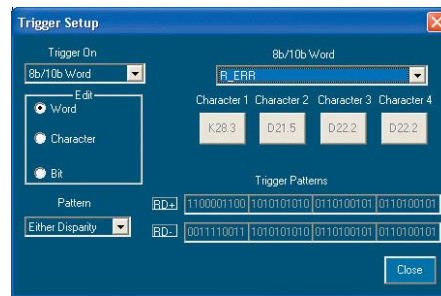 Trigger Setup
Trigger On
8b/10b Word
8b/10b Word
R_ERR
Edit
Word
Character
Bit
Character 1 Character 2 Character 3 Character 4
K28.3 D21.5 D22.2 D22.2
Trigger Patterns
Pattern
Either Disparity
RD+ 1100001100 1010101010 0110100101 0110100101
RD- 0011110011 1010101010 0110100101 0110100101
Close